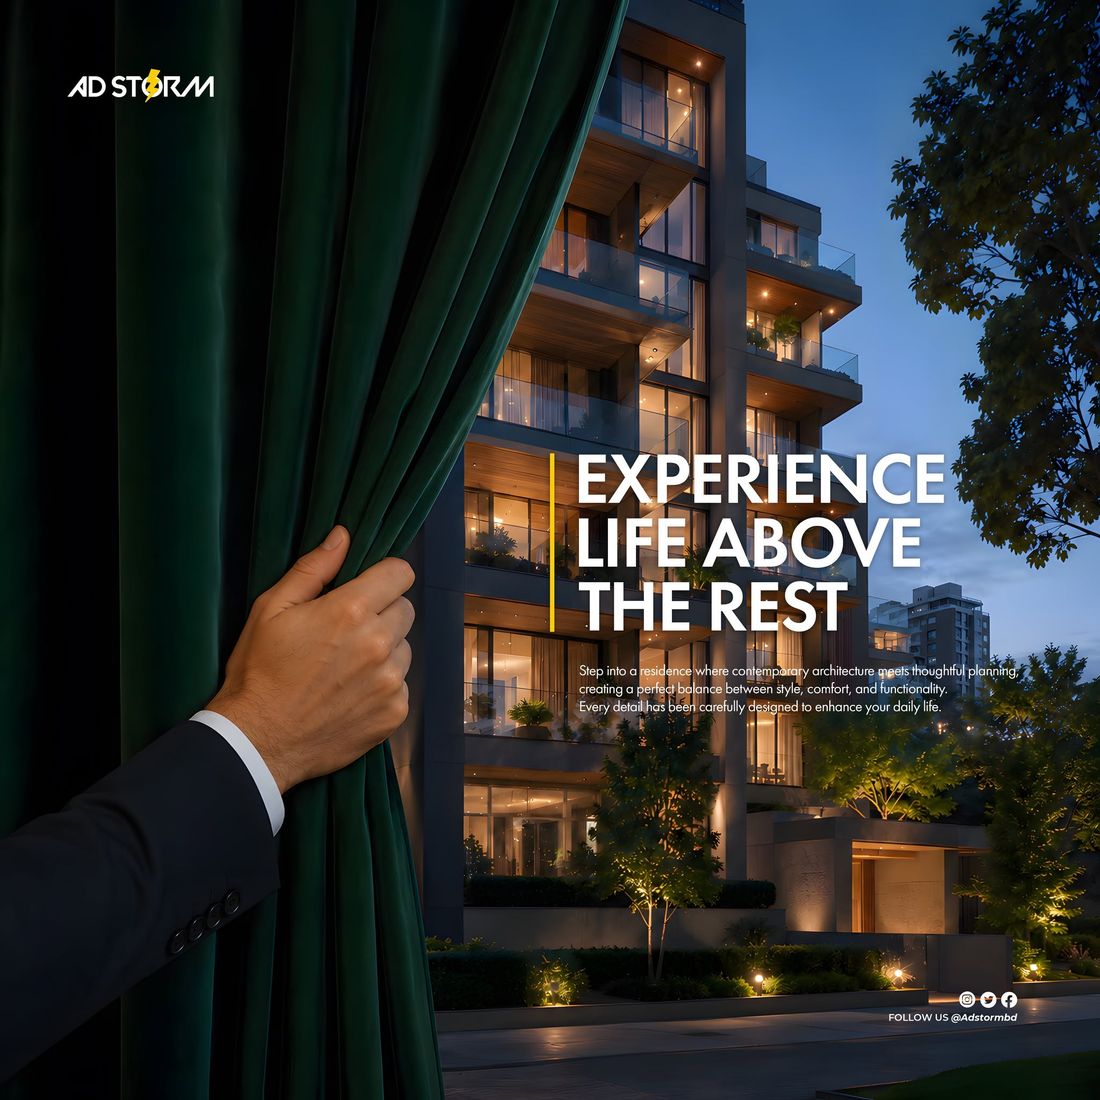 AD STORM
EXPERIENCE
LIFE ABOVE
THE REST
Step into a residence where contemporary architecture meets thoughtful planning,
creating a perfect balance between style, comfort, and functionality.
Every detail has been carefully designed to enhance your daily life.
FOLLOW US @Adstormbd